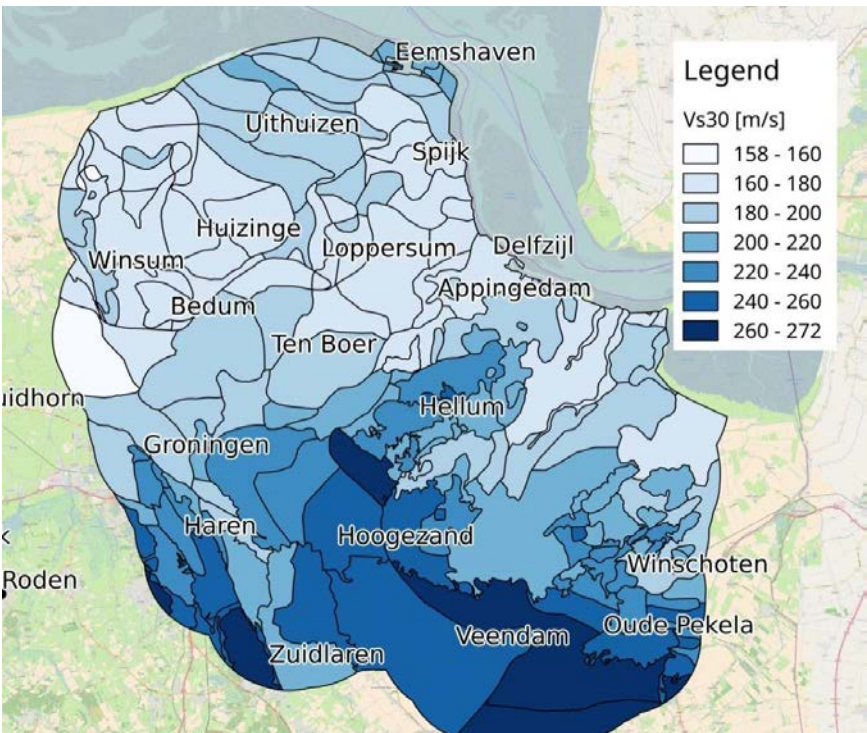 Eemshaven
Legend
Vs30 [m/s]
158 - 160
160 - 180
180 - 200
200 - 220
220 - 240
240 - 260
260 - 272
Uithuizen
Spijk
Huizinge
Loppersum
Delfzijl
Winsum
Appingedam
Bedum
Ten Boer
uidhorn
Hellum
Groningen
Haren
Hoogezand
k
Winschoten
Roden
Veendam
Oude Pekela
Zuidlaren